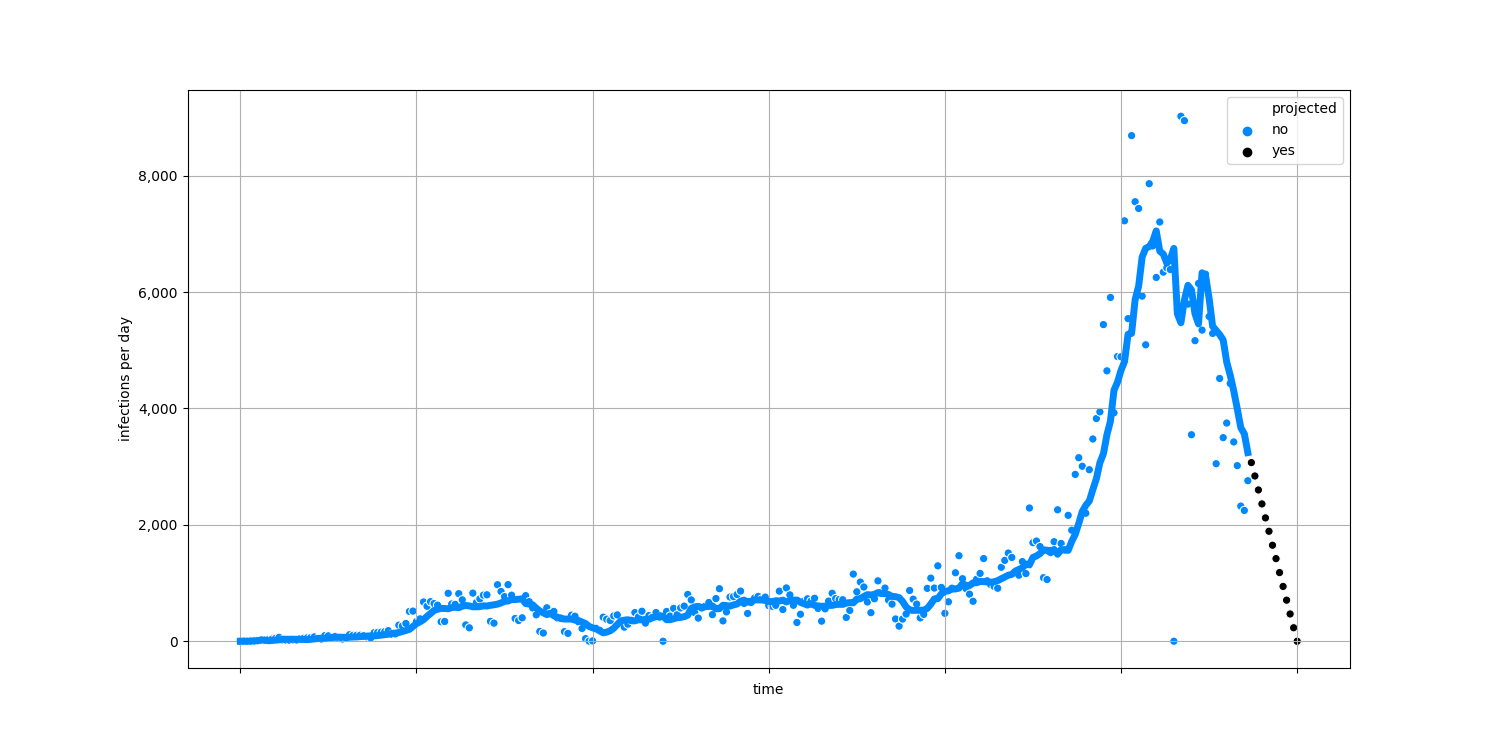 projected
no
yes
8,000
6,000
4,000
2,000
0
infections per day
time